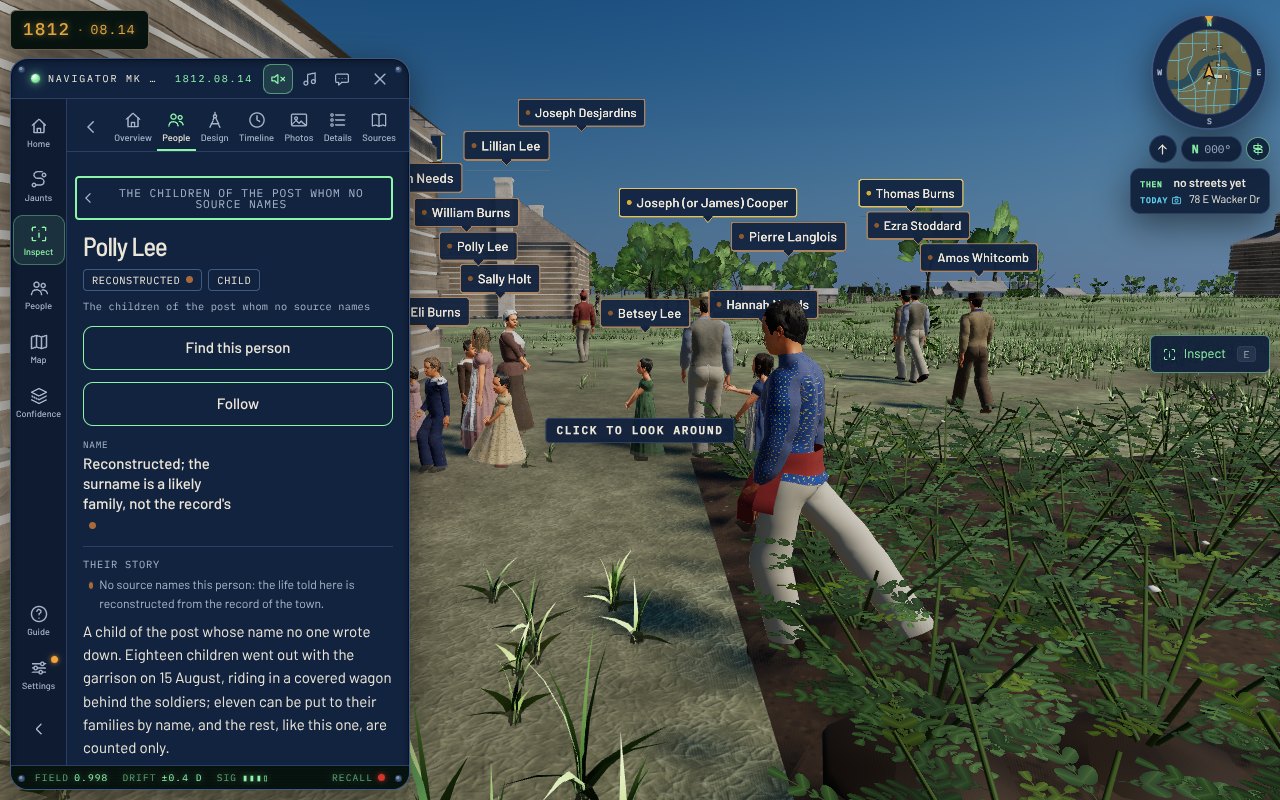 1812 · 08.14
NAVIGATOR MK …
1812.08.14
Home
Jaunts
Inspect
People
Map
Confidence
Guide
Settings
Overview
People
Design
Timeline
Photos
Details
Sources
THE CHILDREN OF THE POST WHOM NO
SOURCE NAMES
Polly Lee
RECONSTRUCTED
CHILD
The children of the post whom no source names
Find this person
Follow
NAME
Reconstructed; the
surname is a likely
family, not the record's
THEIR STORY
No source names this person: the life told here is
reconstructed from the record of the town.
A child of the post whose name no one wrote
down. Eighteen children went out with the
garrison on 15 August, riding in a covered wagon
behind the soldiers; eleven can be put to their
families by name, and the rest, like this one, are
counted only.
FIELD 0.998 DRIFT ±0.4 D SIG
RECALL
Joseph Desjardins
Lillian Lee
Needs
William Burns
Polly Lee
Sally Holt
Eli Burns
Joseph (or James) Cooper
Pierre Langlois
Betsey Lee
Hannah
Thomas Burns
Ezra Stoddard
Amos Whitcomb
CLICK TO LOOK AROUND
N
W
E
S
N 000°
THEN no streets yet
TODAY 78 E Wacker Dr
Inspect E